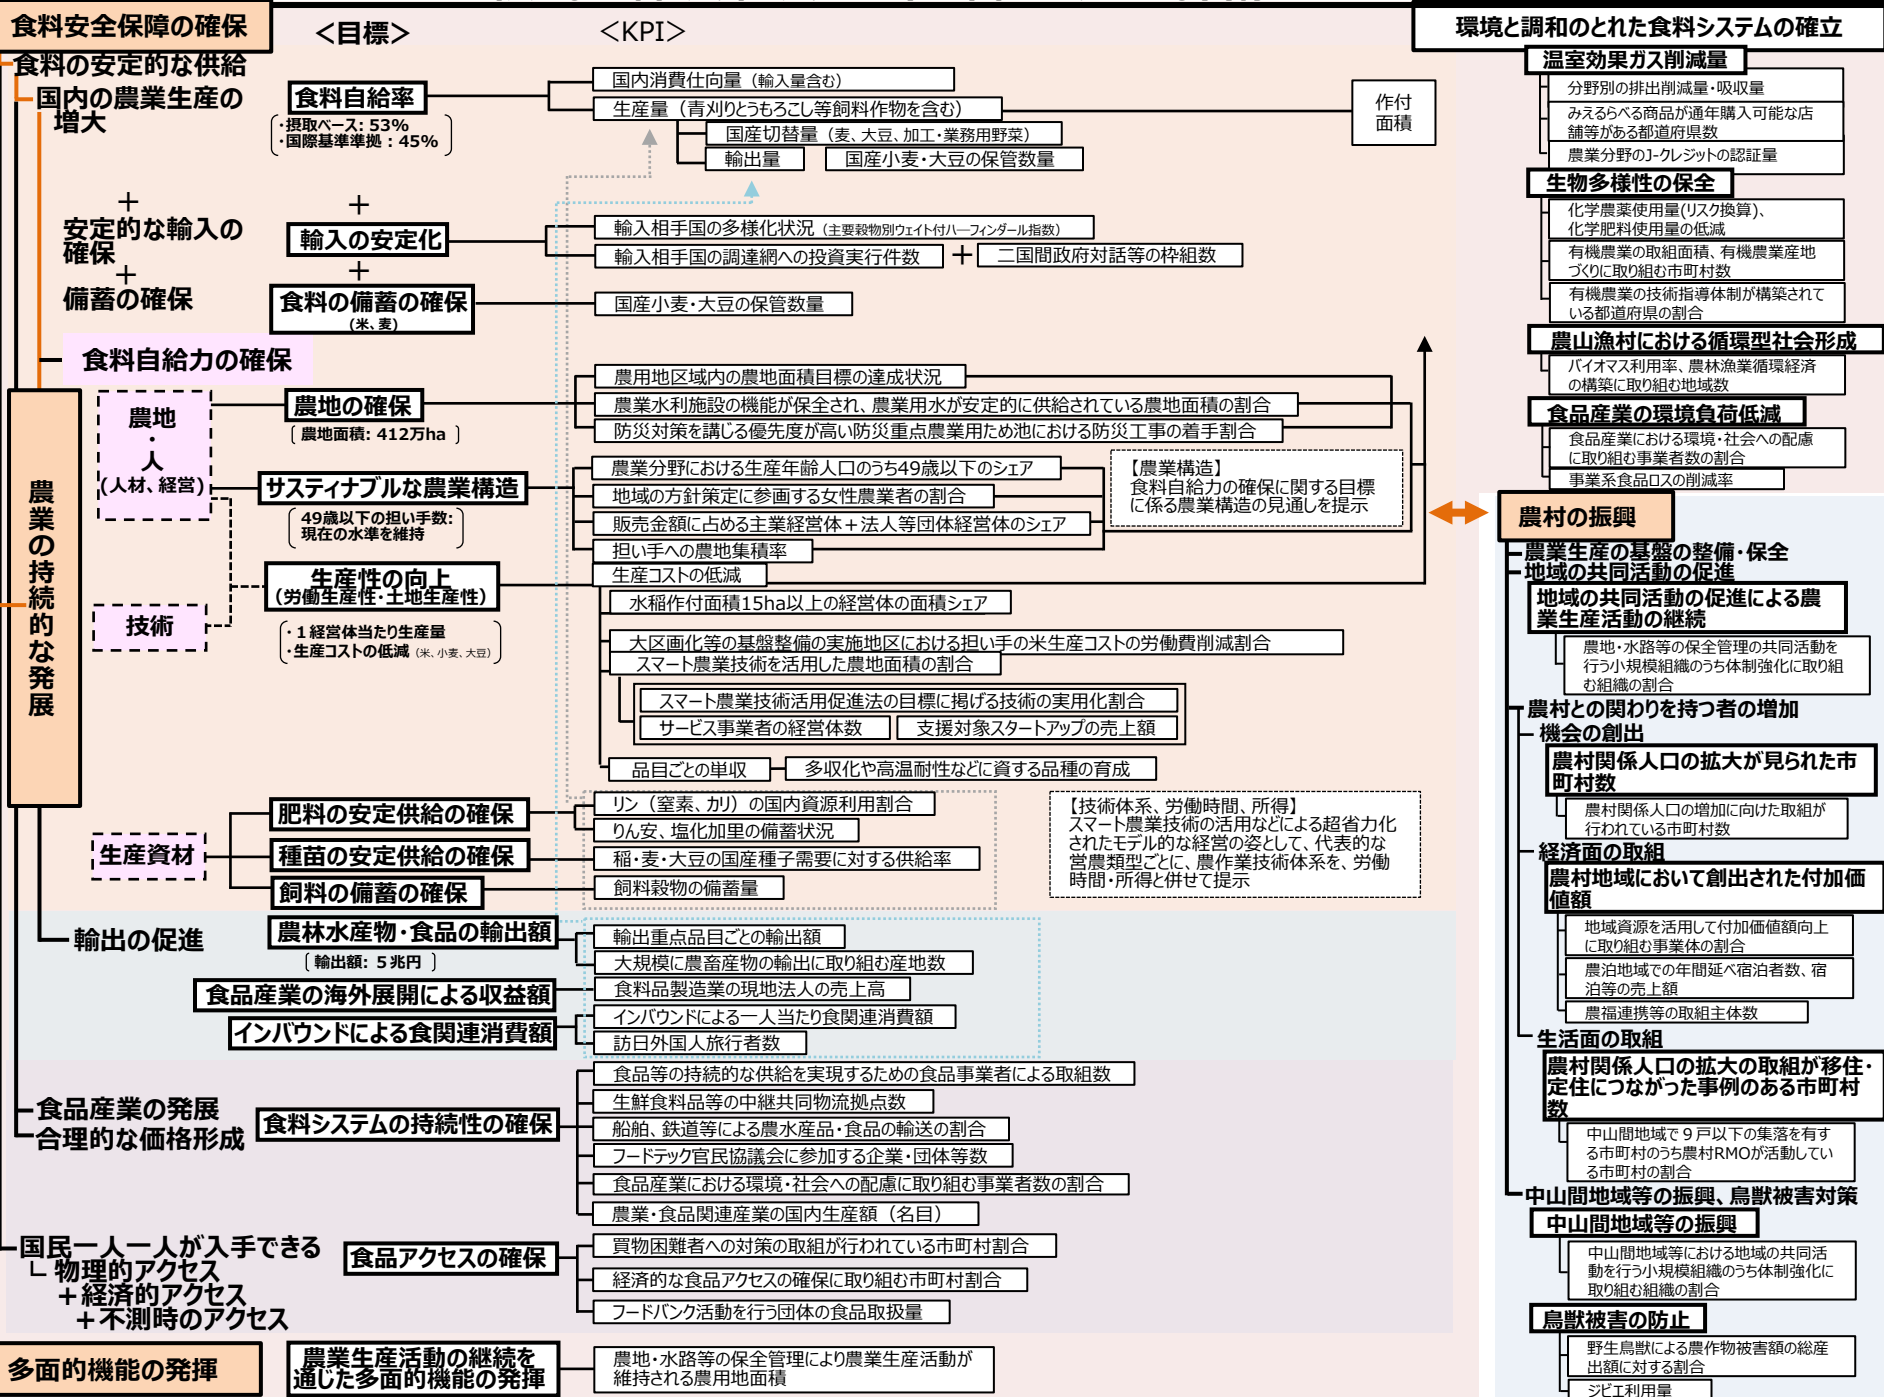 食料安全保障の確保
＜目標＞
＜KPI＞
環境と調和のとれた食料システムの確立
食料の安定的な供給
国内の農業生産の
増大
食料自給率
・摂取ベース: 53%
・国際基準準拠：45%
国内消費仕向量（輸入量含む）
生産量（青刈りとうもろこし等飼料作物を含む）
国産切替量（麦、大豆、加工・業務用野菜）
輸出量
国産小麦・大豆の保管数量
作付
面積
＋
安定的な輸入の
確保
＋
備蓄の確保
＋
輸入の安定化
＋
食料の備蓄の確保
(米、麦)
輸入相手国の多様化状況（主要穀物別ウェイト付ハーフィンダール指数）
輸入相手国の調達網への投資実行件数
＋
二国間政府対話等の枠組数
国産小麦・大豆の保管数量
食料自給力の確保
農業の持続的な発展
農地
・
人
(人材、経営)
技術
農地の確保
農地面積: 412万ha
農用地区域内の農地面積目標の達成状況
農業水利施設の機能が保全され、農業用水が安定的に供給されている農地面積の割合
防災対策を講じる優先度が高い防災重点農業用ため池における防災工事の着手割合
サスティナブルな農業構造
49歳以下の担い手数:
現在の水準を維持
農業分野における生産年齢人口のうち49歳以下のシェア
地域の方針策定に参画する女性農業者の割合
販売金額に占める主業経営体＋法人等団体経営体のシェア
担い手への農地集積率
【農業構造】
食料自給力の確保に関する目標
に係る農業構造の見通しを提示
生産性の向上
(労働生産性・土地生産性)
・１経営体当たり生産量
・生産コストの低減（米、小麦、大豆）
生産コストの低減
水稲作付面積15ha以上の経営体の面積シェア
大区画化等の基盤整備の実施地区における担い手の米生産コストの労働費削減割合
スマート農業技術を活用した農地面積の割合
スマート農業技術活用促進法の目標に掲げる技術の実用化割合
サービス事業者の経営体数
支援対象スタートアップの売上額
品目ごとの単収
多収化や高温耐性などに資する品種の育成
生産資材
肥料の安定供給の確保
種苗の安定供給の確保
飼料の備蓄の確保
リン（窒素、カリ）の国内資源利用割合
りん安、塩化加里の備蓄状況
稲・麦・大豆の国産種子需要に対する供給率
飼料穀物の備蓄量
【技術体系、労働時間、所得】
スマート農業技術の活用などによる超省力化
されたモデル的な経営の姿として、代表的な
営農類型ごとに、農作業技術体系を、労働
時間・所得と併せて提示
輸出の促進
農林水産物・食品の輸出額
輸出額: ５兆円
輸出重点品目ごとの輸出額
大規模に農畜産物の輸出に取り組む産地数
食品産業の海外展開による収益額
食料品製造業の現地法人の売上高
インバウンドによる食関連消費額
インバウンドによる一人当たり食関連消費額
訪日外国人旅行者数
食品産業の発展
合理的な価格形成
食料システムの持続性の確保
食品等の持続的な供給を実現するための食品事業者による取組数
生鮮食料品等の中継共同物流拠点数
船舶、鉄道等による農水産品・食品の輸送の割合
フードテック官民協議会に参加する企業・団体等数
食品産業における環境・社会への配慮に取り組む事業者数の割合
農業・食品関連産業の国内生産額（名目）
国民一人一人が入手できる
物理的アクセス
＋経済的アクセス
＋不測時のアクセス
食品アクセスの確保
買物困難者への対策の取組が行われている市町村割合
経済的な食品アクセスの確保に取り組む市町村割合
フードバンク活動を行う団体の食品取扱量
多面的機能の発揮
農業生産活動の継続を
通じた多面的機能の発揮
農地・水路等の保全管理により農業生産活動が
維持される農用地面積
温室効果ガス削減量
分野別の排出削減量・吸収量
みえるらべる商品が通年購入可能な店
舗等がある都道府県数
農業分野のJ-クレジットの認証量
生物多様性の保全
化学農薬使用量(リスク換算)、
化学肥料使用量の低減
有機農業の取組面積、有機農業産地
づくりに取り組む市町村数
有機農業の技術指導体制が構築されて
いる都道府県の割合
農山漁村における循環型社会形成
バイオマス利用率、農林漁業循環経済
の構築に取り組む地域数
食品産業の環境負荷低減
食品産業における環境・社会への配慮
に取り組む事業者数の割合
事業系食品ロスの削減率
農村の振興
農業生産の基盤の整備・保全
地域の共同活動の促進
地域の共同活動の促進による農
業生産活動の継続
農地・水路等の保全管理の共同活動を
行う小規模組織のうち体制強化に取り組
む組織の割合
農村との関わりを持つ者の増加
機会の創出
農村関係人口の拡大が見られた市
町村数
農村関係人口の増加に向けた取組が
行われている市町村数
経済面の取組
農村地域において創出された付加価
値額
地域資源を活用して付加価値額向上
に取り組む事業体の割合
農泊地域での年間延べ宿泊者数、宿
泊等の売上額
農福連携等の取組主体数
生活面の取組
農村関係人口の拡大の取組が移住・
定住につながった事例のある市町村
数
中山間地域で９戸以下の集落を有す
る市町村のうち農村RMOが活動してい
る市町村の割合
中山間地域等の振興、鳥獣被害対策
中山間地域等の振興
中山間地域等における地域の共同活
動を行う小規模組織のうち体制強化に
取り組む組織の割合
鳥獣被害の防止
野生鳥獣による農作物被害額の総産
出額に対する割合
ジビエ利用量